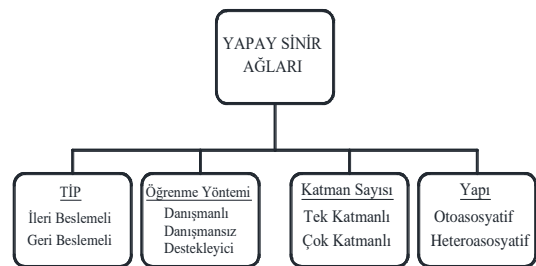 YAPAY SİNİR
AĞLARI
TİP
İleri Beslemeli
Geri Beslemeli
Öğrenme Yöntemi
Danışmanlı
Danışmansız
Destekleyici
Katman Sayısı
Tek Katmanlı
Çok Katmanlı
Yapı
Otoasosyatif
Heteroasosyatif